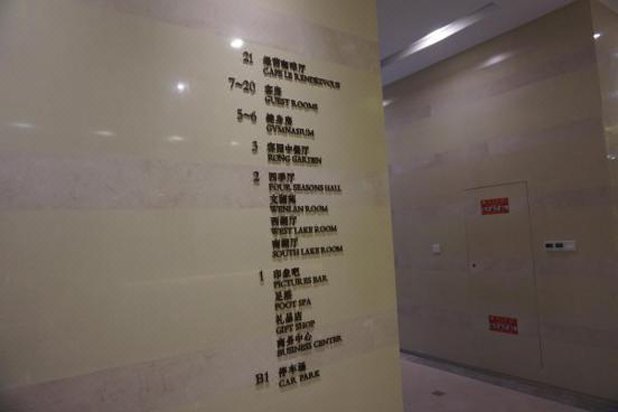 21 咖啡厅
CAFE LE RENDEZVOUS
7~20 客房
GUEST ROOMS
5~6 健身房
GYMNASIUM
3 容园中餐厅
RONG GARDEN
2 四季厅
FOUR SEASONS HALL
文澜苑
WENLAN ROOM
西湖厅
WEST LAKE ROOM
南湖厅
SOUTH LAKE ROOM
1 印象吧
PICTURES BAR
足浴
FOOT SPA
礼品店
GIFT SHOP
商务中心
BUSINESS CENTER
B1 停车场
CAR PARK